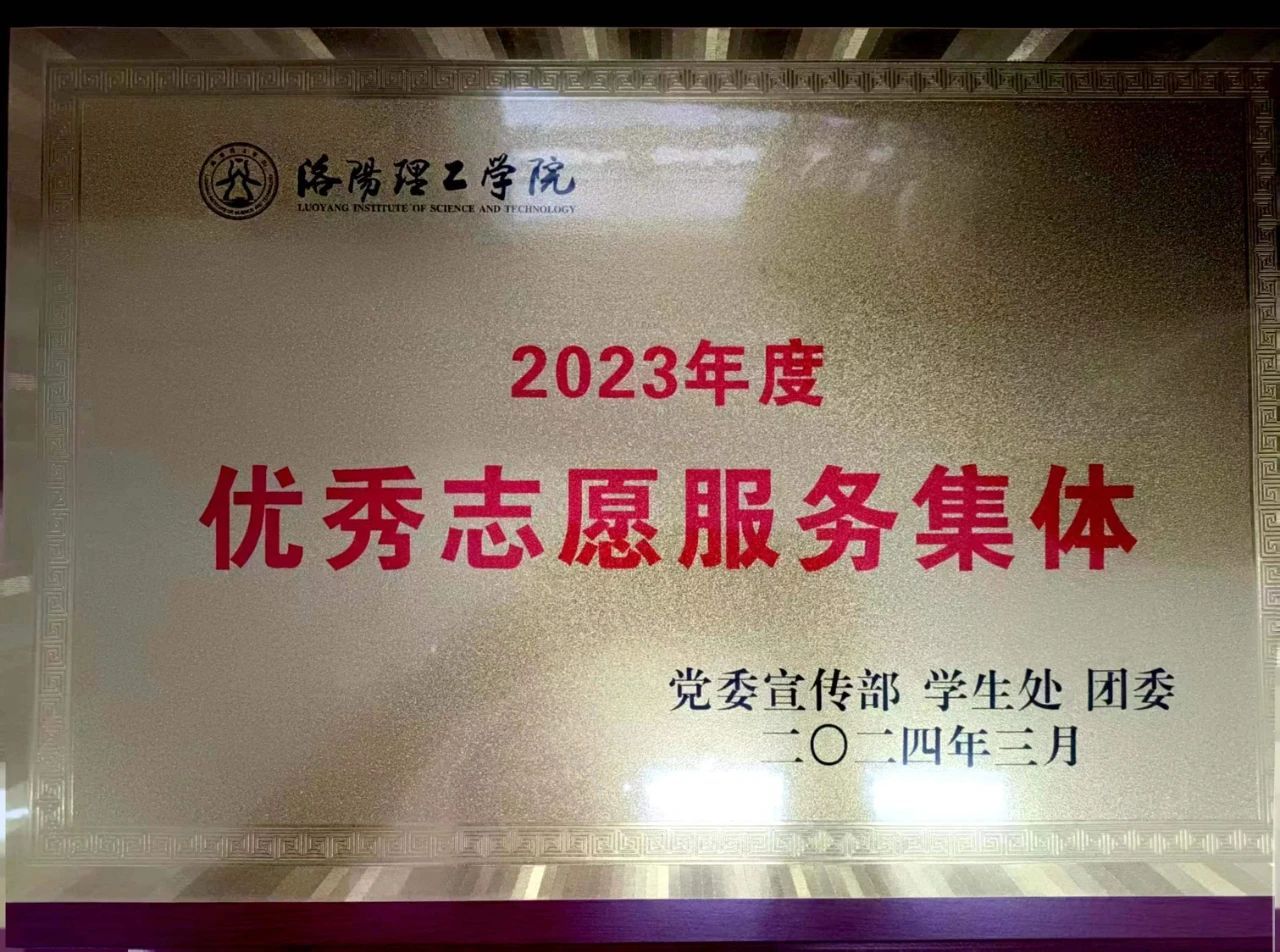 洛陽理工学院
LUOYANG INSTITUTE OF SCIENCE AND TECHNOLOGY
2023年度
优秀志愿服务集体
党委宣传部 学生处 团委
二〇二四年三月